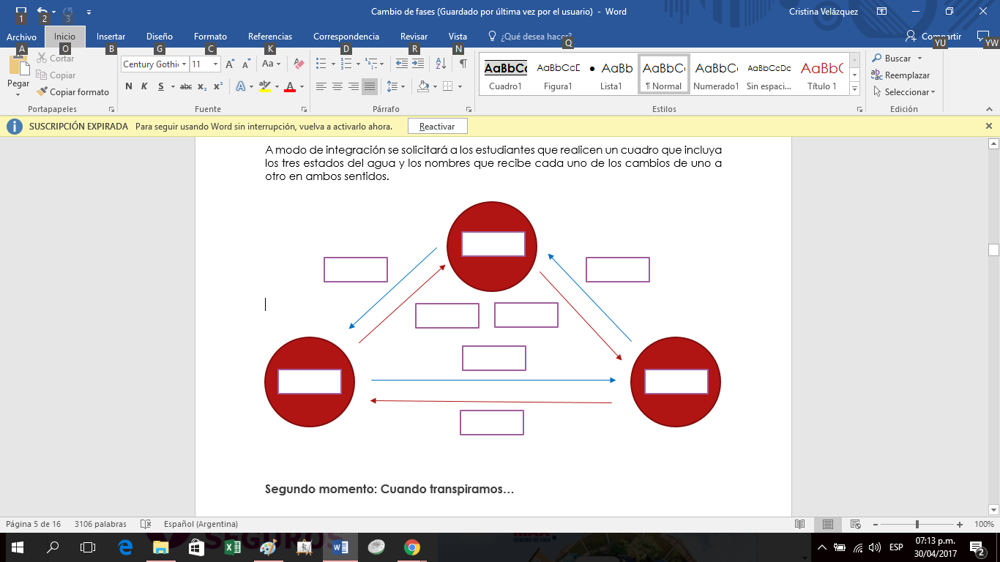 Cambio de fases (Guardado por última vez por el usuario) - Word
Cristina Velázquez
1 2 3
Archivo Inicio Insertar Diseño Formato Referencias Correspondencia Revisar Vista ¿Qué desea hacer? Compartir
A O B G C K D R N Q YU YW
Pegar
Cortar
Copiar
Copiar formato
Portapapeles
Century Gothi 11 Aa
N K S abc x₂ x² A ab A
Fuente
Párrafo
AaBbCc AaBbCcD AaBb AaBbC AaBbC AaBbCcDc AaBbC
Cuadro1 Figura1 Lista1 ¶ Normal Numerado1 Sin espaci... Título 1
Estilos
Buscar
Reemplazar
Seleccionar
Edición
SUSCRIPCIÓN EXPIRADA Para seguir usando Word sin interrupción, vuelva a activarlo ahora. Reactivar
A modo de integración se solicitará a los estudiantes que realicen un cuadro que incluya
los tres estados del agua y los nombres que recibe cada uno de los cambios de uno a
otro en ambos sentidos.
Segundo momento: Cuando transpiramos...
Página 5 de 16 3106 palabras Español (Argentina) 100%
SEGUROS
ESP
07:13 p.m.
30/04/2017
2